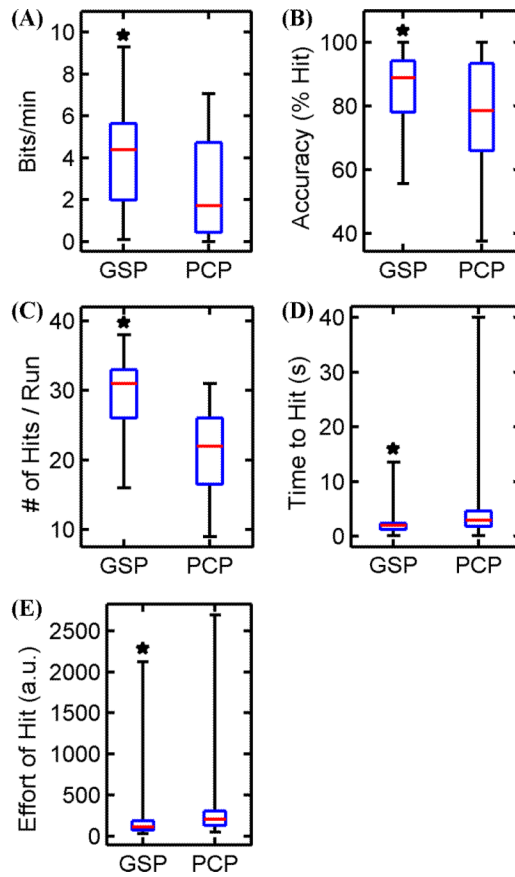 (A)
Bits/min
10
8
6
4
2
0
GSP PCP
(B)
Accuracy (% Hit)
100
80
60
40
GSP PCP
(C)
# of Hits / Run
40
30
20
10
GSP PCP
(D)
Time to Hit (s)
40
30
20
10
0
GSP PCP
(E)
Effort of Hit (a.u.)
2500
2000
1500
1000
500
0
GSP PCP